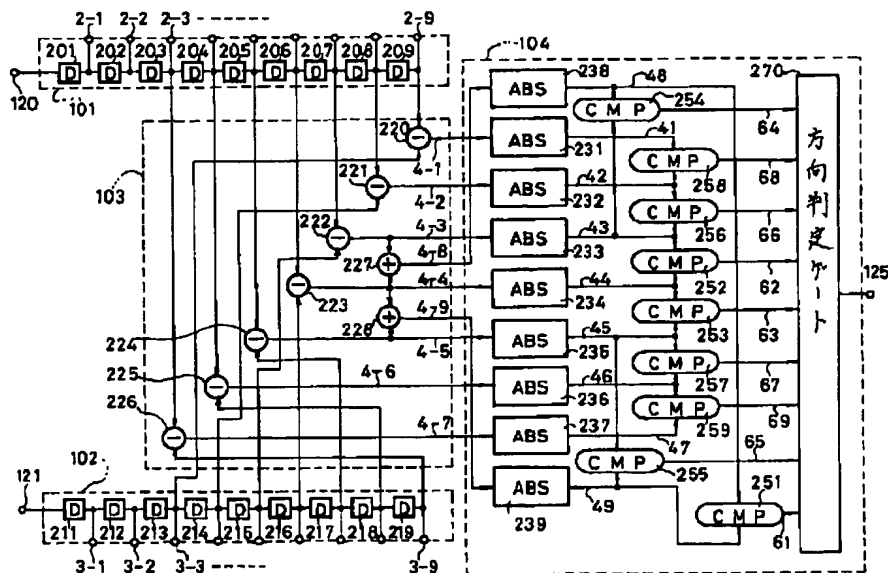 2-1 2-2 2-3 2-9
201 202 203 204 205 206 207 208 209
D D D D D D D D D
120
101
104
238 48 270
ABS
CMP 254
64
220
4-1
ABS
231
41
CMP
258
68
103
221
4-2
ABS
232
42
CMP
256
66
222
4-3
ABS
233
43
227
4-8
CMP
252
62
223
4-4
ABS
234
44
228
4-9
CMP
253
63
224
4-5
ABS
235
45
CMP
257
67
225
4-6
ABS
236
46
CMP
259
69
226
4-7
ABS
237
47
CMP
255
65
ABS
239
49
251
CMP
61
方向判定ゲート
125
102
121
D D D D D D D D D
211 212 213 214 215 216 217 218 219
3-1 3-2 3-3 3-9